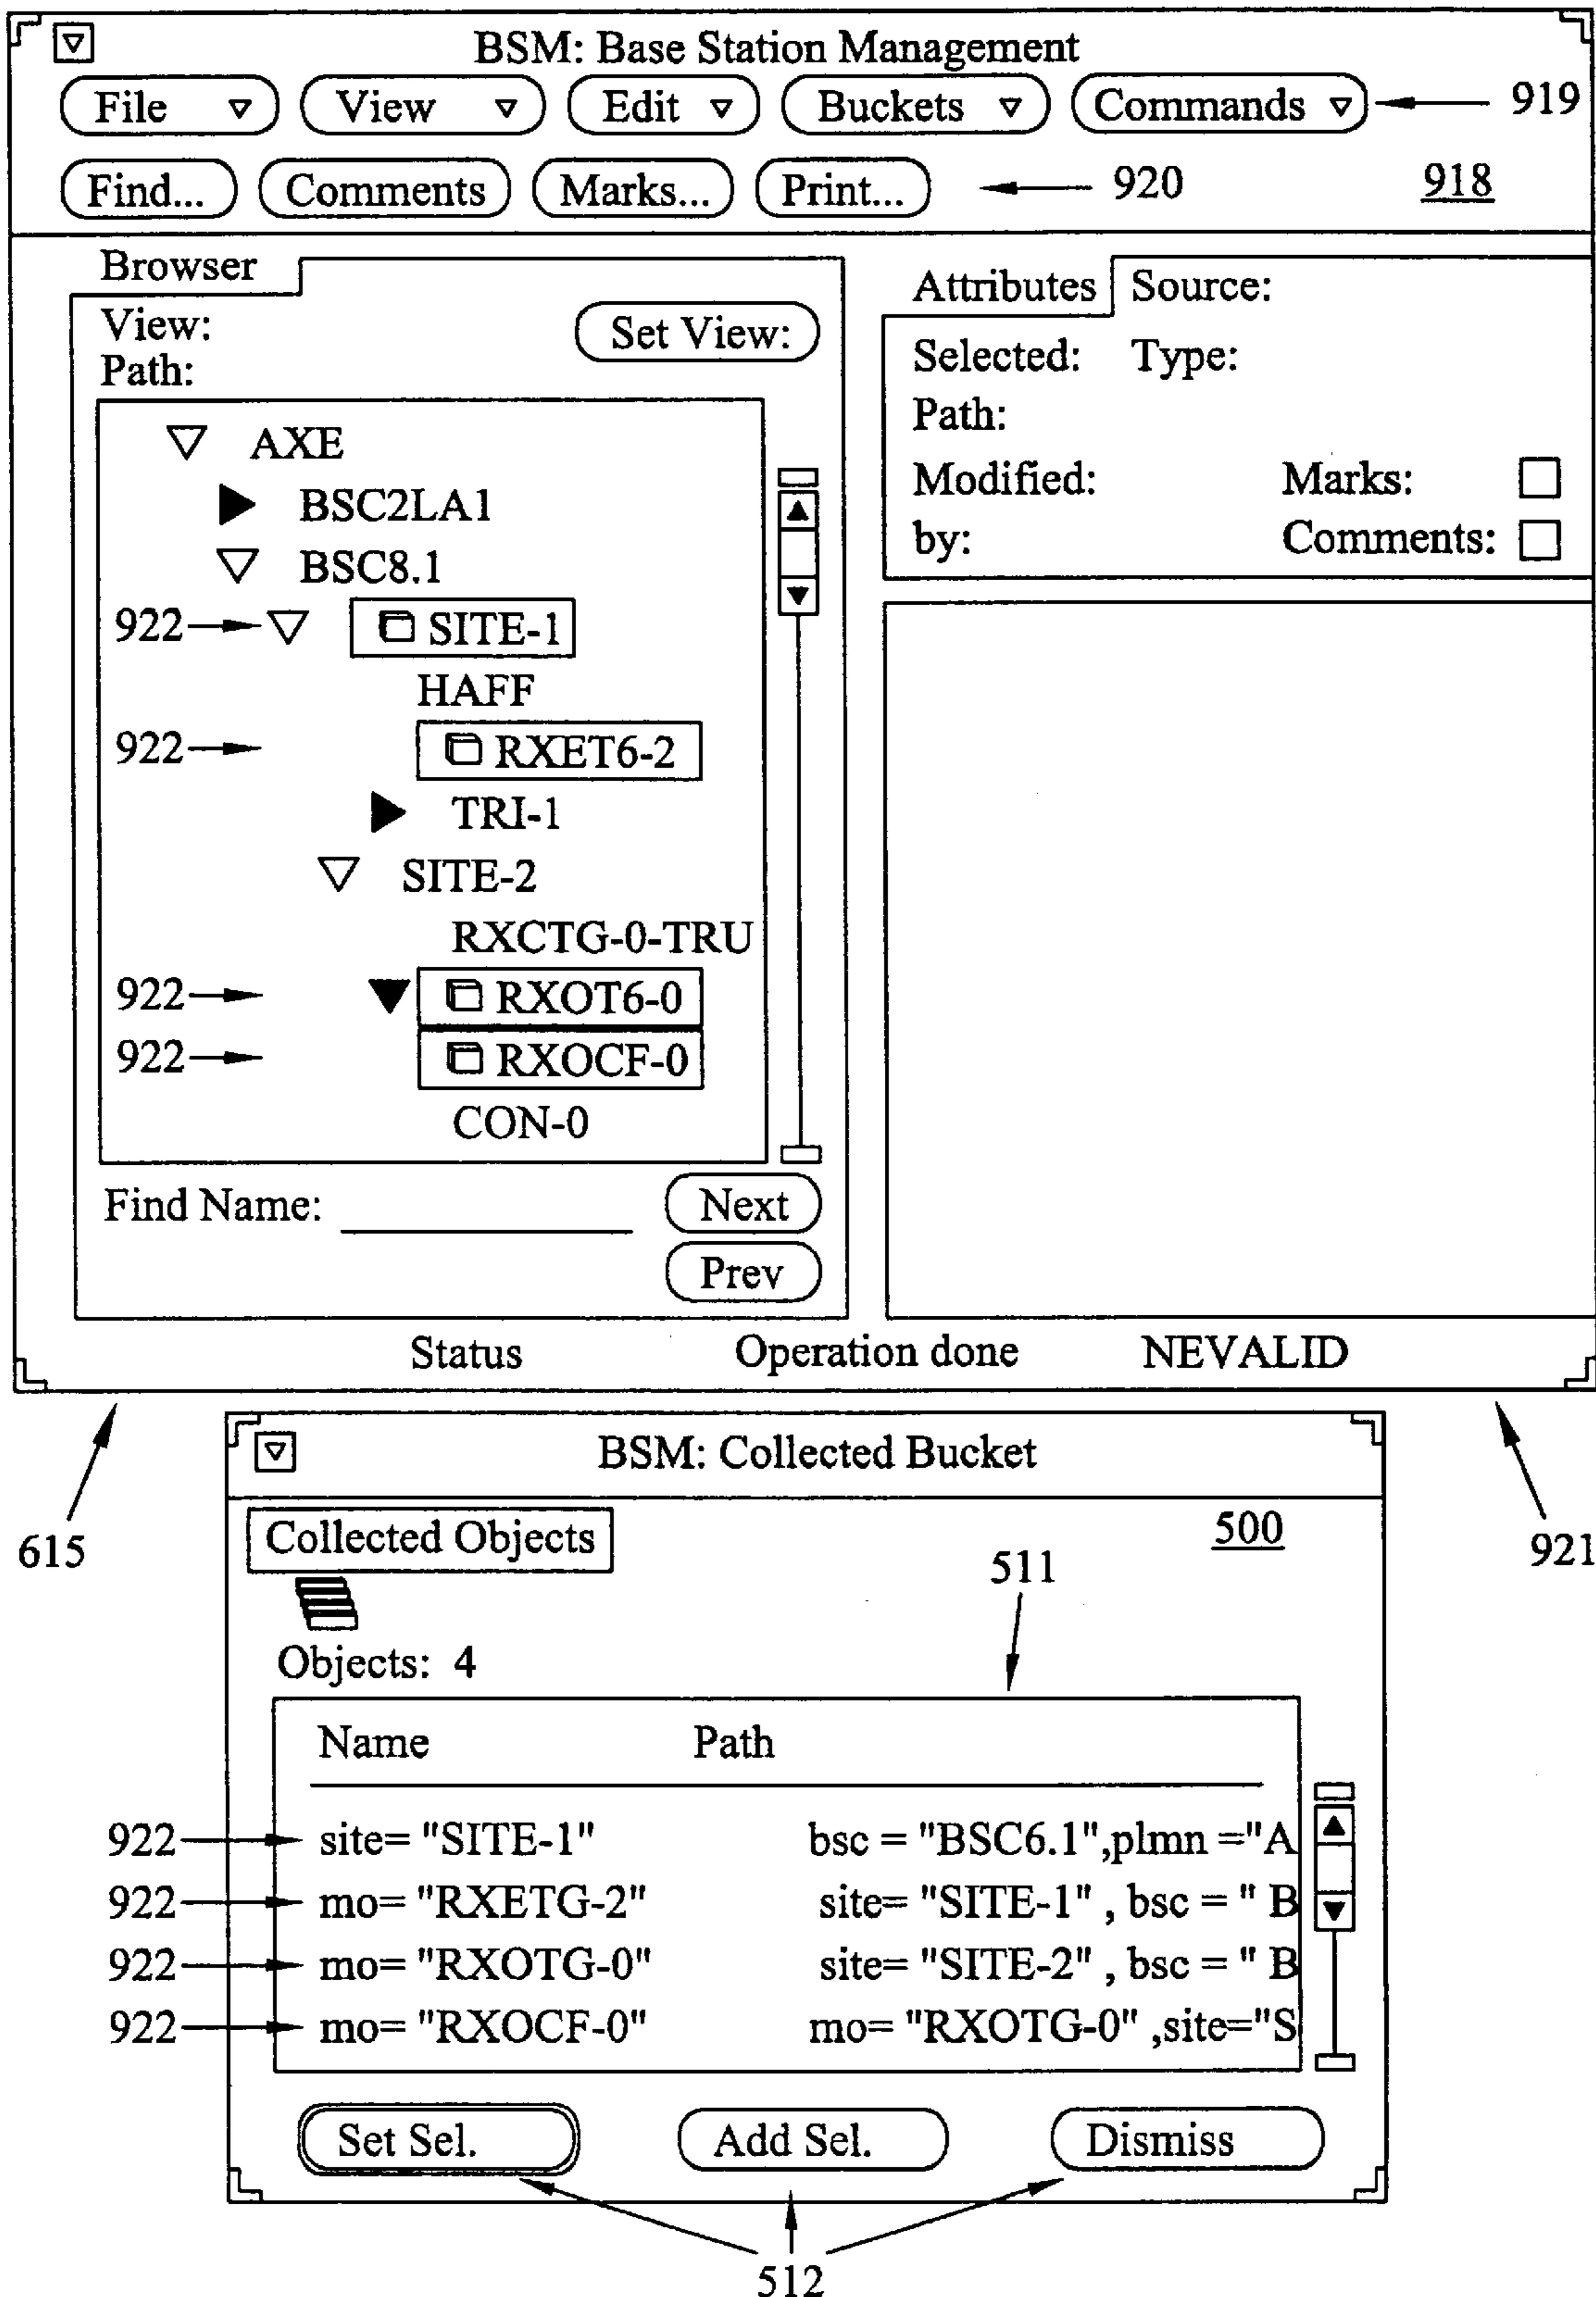 BSM: Base Station Management
File View Edit Buckets Commands 919
Find... Comments Marks... Print... 920 918
Browser
View: Set View:
Path:
AXE
BSC2LA1
BSC8.1
922 SITE-1
HAFF
922 RXET6-2
TRI-1
SITE-2
RXCTG-0-TRU
922 RXOT6-0
922 RXOCF-0
CON-0
Find Name: Next
Prev
Attributes Source:
Selected: Type:
Path:
Modified: Marks:
by: Comments:
Status Operation done NEVALID
615 921
BSM: Collected Bucket
Collected Objects 500
511
Objects: 4
Name Path
922 site= "SITE-1" bsc = "BSC6.1",plmn ="A
922 mo= "RXETG-2" site= "SITE-1" , bsc = " B
922 mo= "RXOTG-0" site= "SITE-2" , bsc = " B
922 mo= "RXOCF-0" mo= "RXOTG-0" ,site="S
Set Sel. Add Sel. Dismiss
512